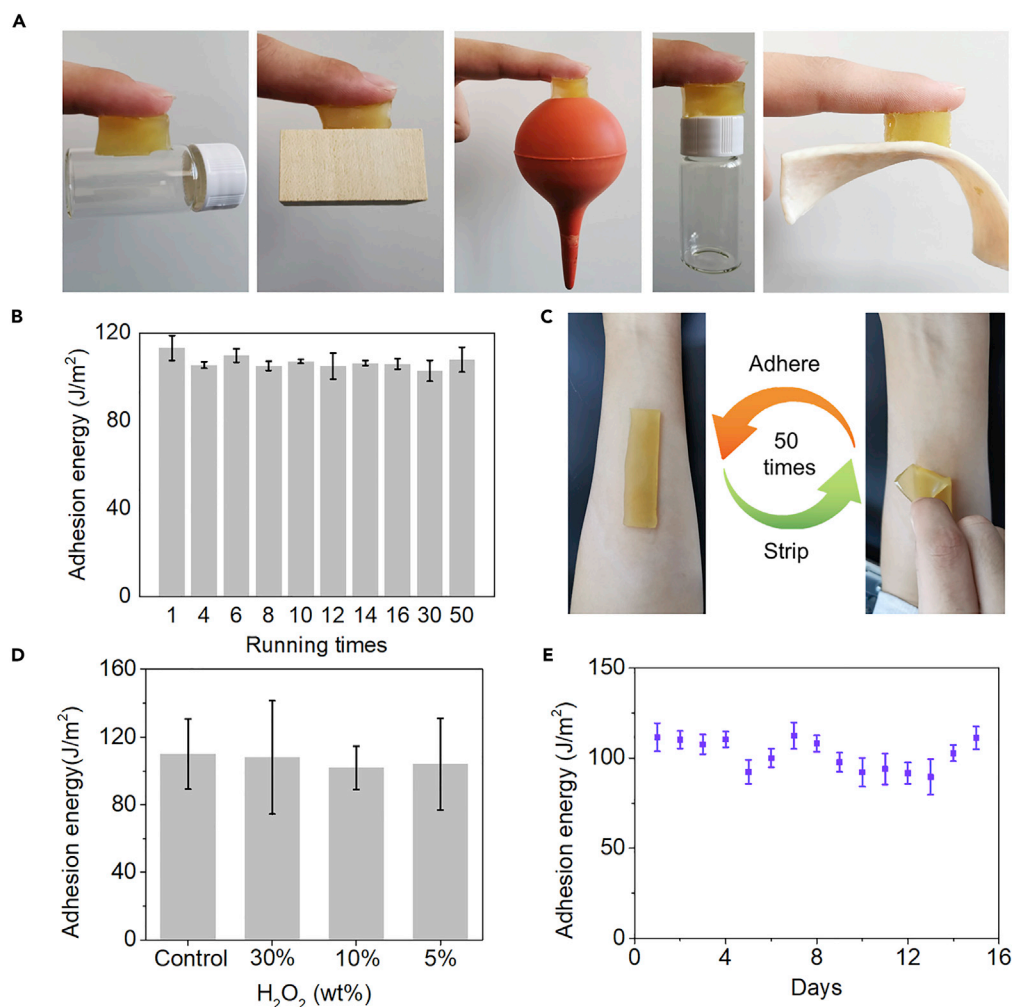 A
B
Adhesion energy (J/m²)
120
80
40
0
1 4 6 8 10 12 14 16 30 50
Running times
C
Adhere
50
times
Strip
D
Adhesion energy(J/m²)
160
120
80
40
0
Control 30% 10% 5%
H₂O₂ (wt%)
E
Adhesion energy (J/m²)
150
100
50
0
0 4 8 12 16
Days